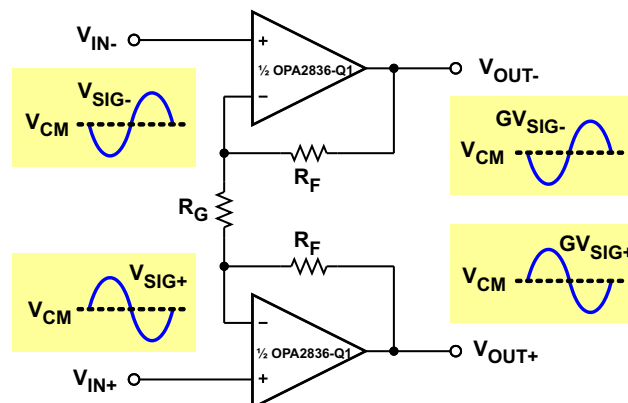 VIN-
+
½ OPA2836-Q1
−
VOUT-
VSIG-
VCM
GVSIG-
VCM
RF
RG
RF
VSIG+
VCM
GVSIG+
VCM
−
½ OPA2836-Q1
+
VIN+
VOUT+